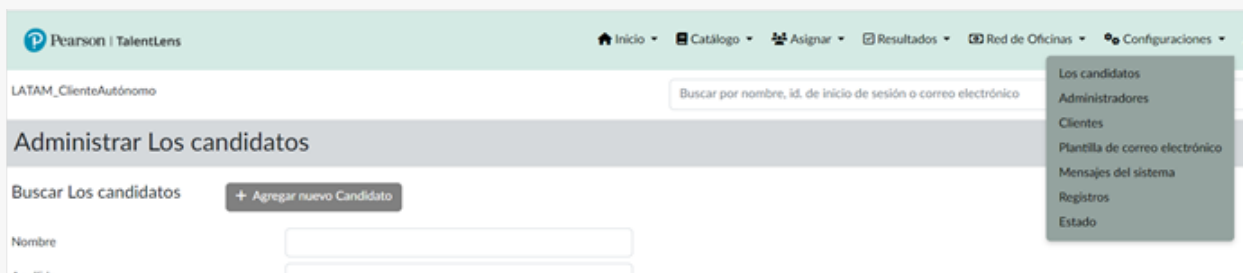 Pearson | TalentLens
Inicio Catálogo Asignar Resultados Red de Oficinas Configuraciones
LATAM_ClienteAutónomo
Buscar por nombre, id. de inicio de sesión o correo electrónico
Los candidatos
Administradores
Clientes
Plantilla de correo electrónico
Mensajes del sistema
Registros
Estado
Administrar Los candidatos
Buscar Los candidatos
+ Agregar nuevo Candidato
Nombre